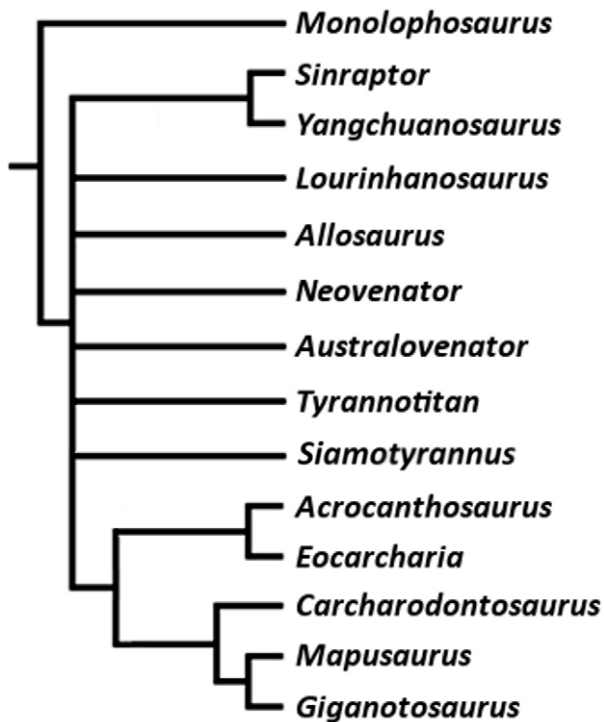 Monolophosaurus
Sinraptor
Yangchuanosaurus
Lourinhanosaurus
Allosaurus
Neovenator
Australovenator
Tyrannotitan
Siamotyrannus
Acrocanthosaurus
Eocarcharia
Carcharodontosaurus
Mapusaurus
Giganotosaurus